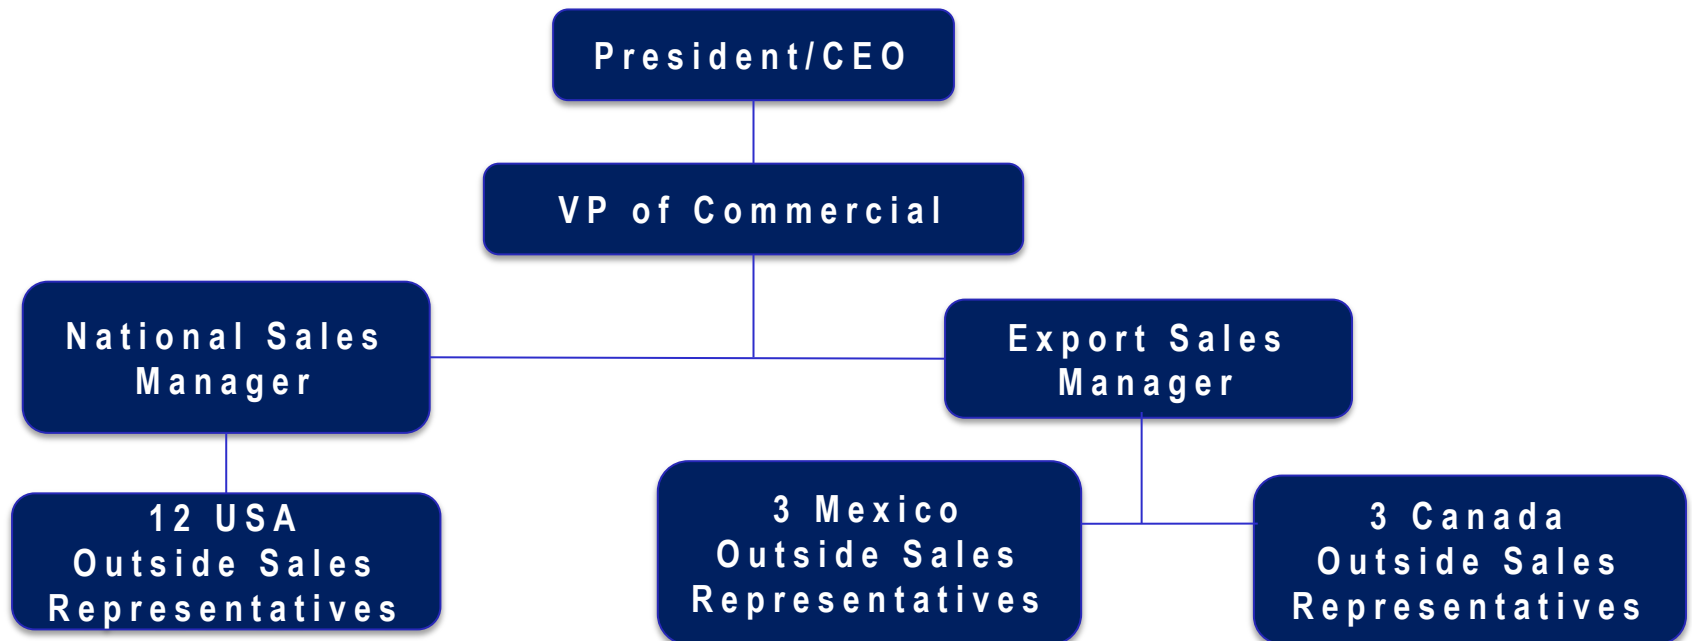 President/CEO
VP of Commercial
National Sales
Manager
Export Sales
Manager
12 USA
Outside Sales
Representatives
3 Mexico
Outside Sales
Representatives
3 Canada
Outside Sales
Representatives